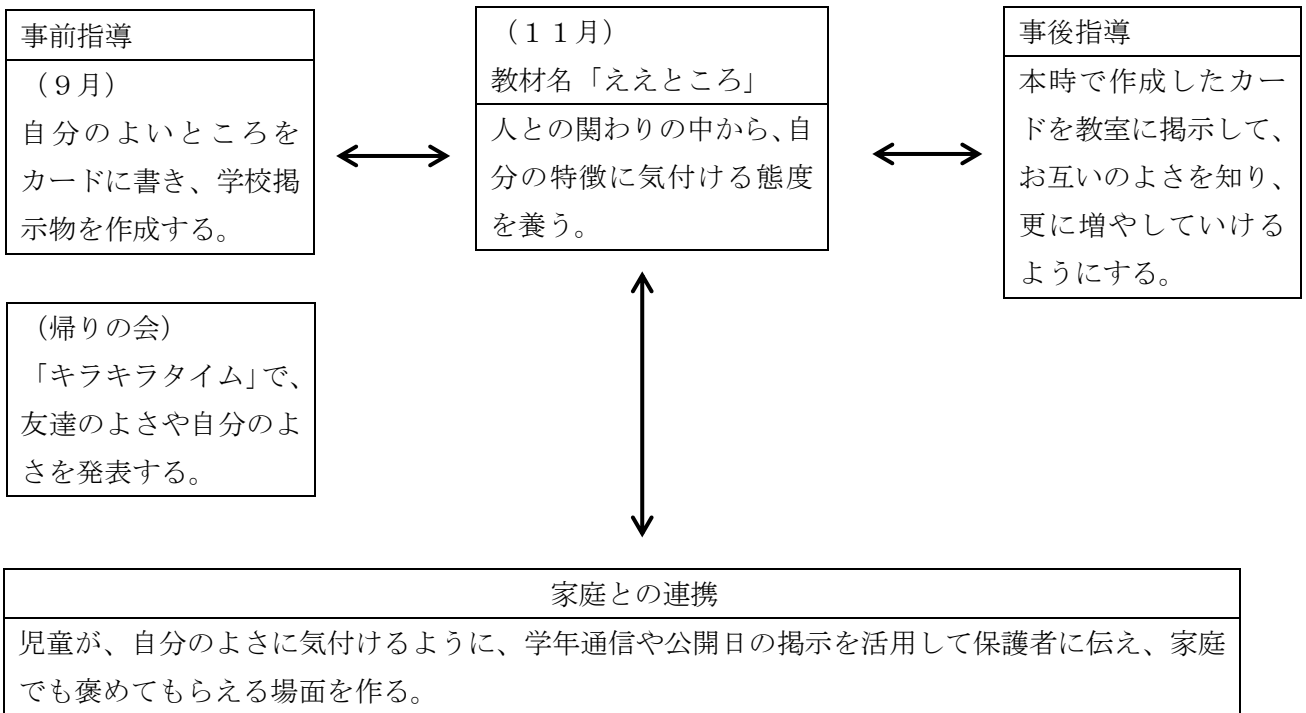 事前指導
（９月）
自分のよいところを
カードに書き、学校掲
示物を作成する。
（帰りの会）
「キラキラタイム」で、
友達のよさや自分のよ
さを発表する。
（１１月）
教材名「ええところ」
人との関わりの中から、自
分の特徴に気付ける態度
を養う。
事後指導
本時で作成したカー
ドを教室に掲示して、
お互いのよさを知り、
更に増やしていける
ようにする。
家庭との連携
児童が、自分のよさに気付けるように、学年通信や公開日の掲示を活用して保護者に伝え、家庭
でも褒めてもらえる場面を作る。